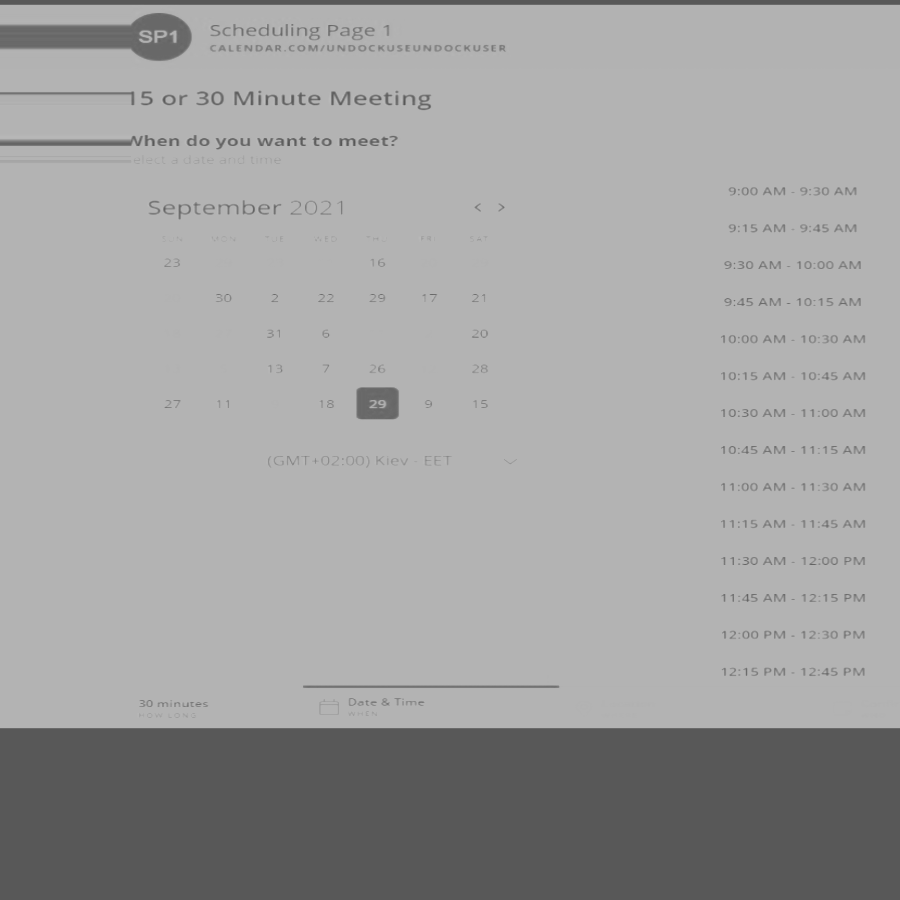 SP1
Scheduling Page 1
CALENDAR.COM/UNDOCKUSEUNDOCKUSER
15 or 30 Minute Meeting
When do you want to meet?
elect a date and time
September 2021 < >
SUN MON TUE WED THU FRI SAT
23 16
30 2 22 29 17 21
31 6 20
13 7 26 28
27 11 18 29 9 15
(GMT+02:00) Kiev - EET
9:00 AM - 9:30 AM
9:15 AM - 9:45 AM
9:30 AM - 10:00 AM
9:45 AM - 10:15 AM
10:00 AM - 10:30 AM
10:15 AM - 10:45 AM
10:30 AM - 11:00 AM
10:45 AM - 11:15 AM
11:00 AM - 11:30 AM
11:15 AM - 11:45 AM
11:30 AM - 12:00 PM
11:45 AM - 12:15 PM
12:00 PM - 12:30 PM
12:15 PM - 12:45 PM
30 minutes
Date & Time
WHEN